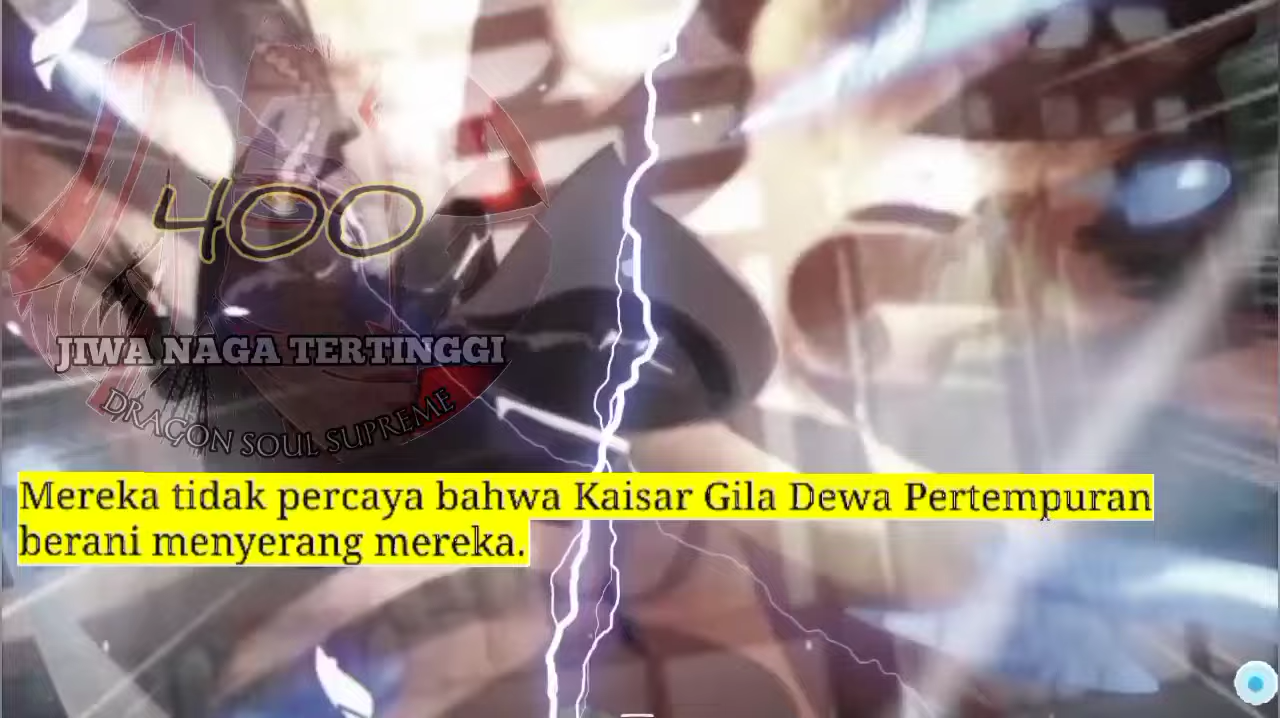 400
JIWA NAGA TERTINGGI
DRAGON SOUL SUPREME
Mereka tidak percaya bahwa Kaisar Gila Dewa Pertempuran
berani menyerang mereka.